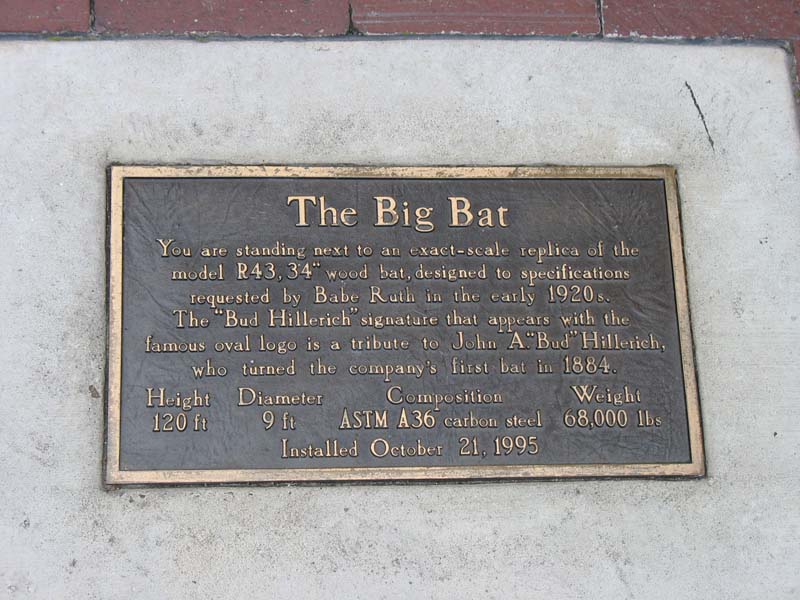 The Big Bat
You are standing next to an exact-scale replica of the
model R43, 34" wood bat, designed to specifications
requested by Babe Ruth in the early 1920s.
The "Bud Hillerich" signature that appears with the
famous oval logo is a tribute to John A. "Bud" Hillerich,
who turned the company's first bat in 1884.
Height Diameter Composition Weight
120 ft 9 ft ASTM A36 carbon steel 68,000 lbs
Installed October 21, 1995